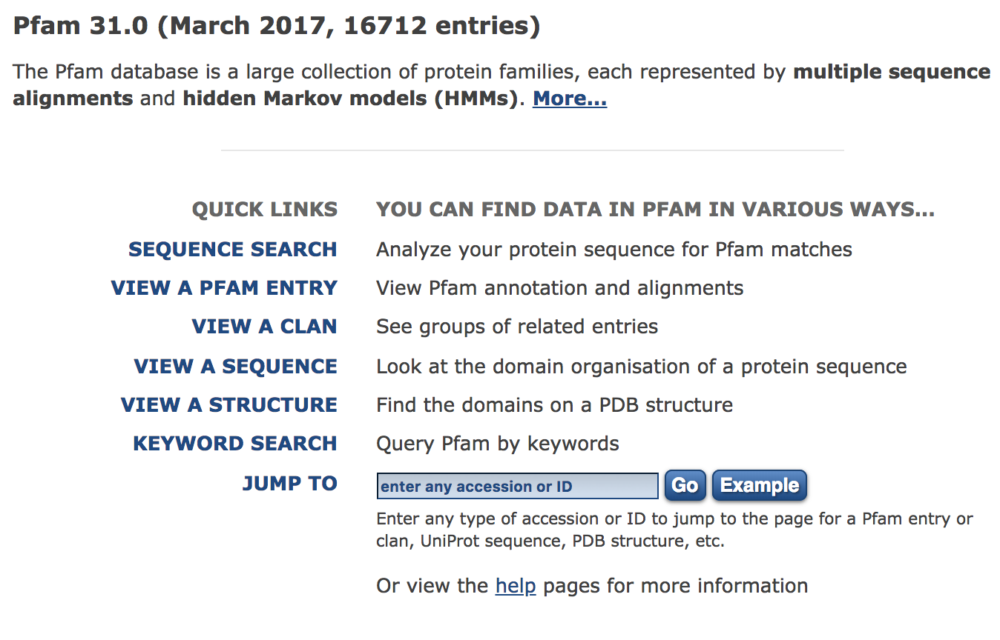 Pfam 31.0 (March 2017, 16712 entries)
The Pfam database is a large collection of protein families, each represented by multiple sequence
alignments and hidden Markov models (HMMs). More...
QUICK LINKS YOU CAN FIND DATA IN PFAM IN VARIOUS WAYS...
SEQUENCE SEARCH Analyze your protein sequence for Pfam matches
VIEW A PFAM ENTRY View Pfam annotation and alignments
VIEW A CLAN See groups of related entries
VIEW A SEQUENCE Look at the domain organisation of a protein sequence
VIEW A STRUCTURE Find the domains on a PDB structure
KEYWORD SEARCH Query Pfam by keywords
JUMP TO enter any accession or ID Go Example
Enter any type of accession or ID to jump to the page for a Pfam entry or
clan, UniProt sequence, PDB structure, etc.
Or view the help pages for more information